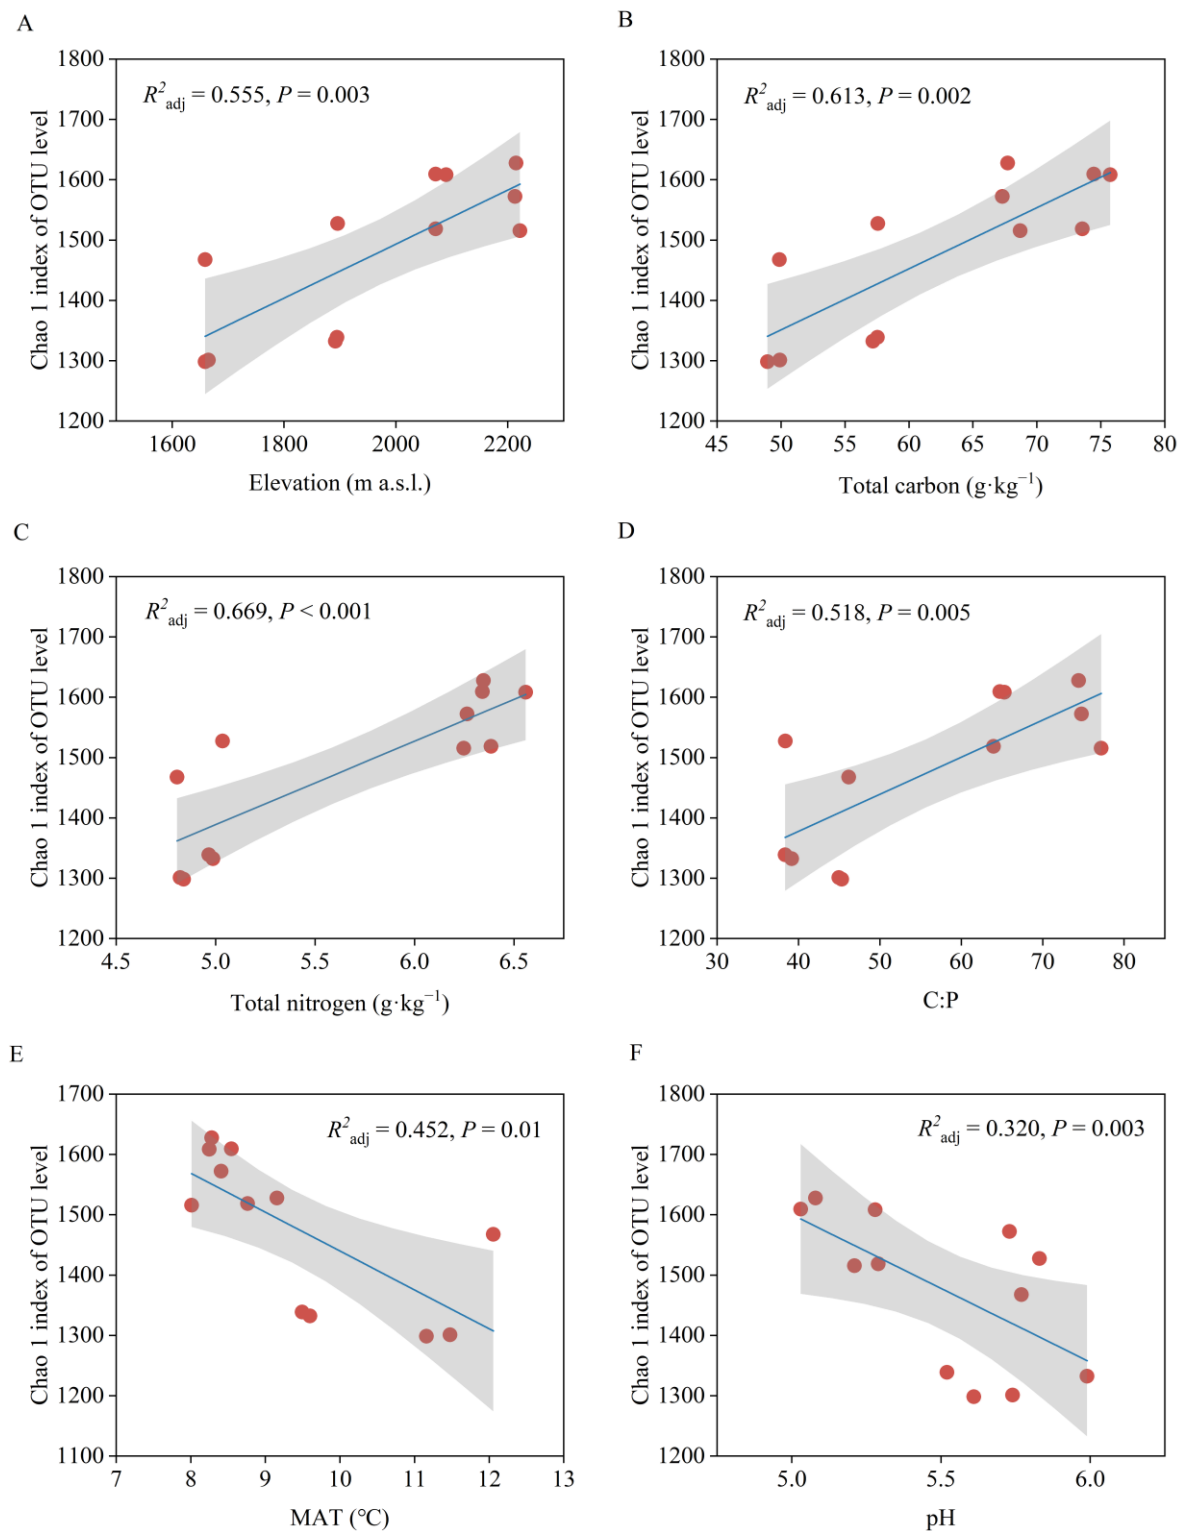 A
R²adj = 0.555, P = 0.003
1800
1700
1600
1500
1400
1300
1200
Chao 1 index of OTU level
1600 1800 2000 2200
Elevation (m a.s.l.)
B
R²adj = 0.613, P = 0.002
1800
1700
1600
1500
1400
1300
1200
Chao 1 index of OTU level
45 50 55 60 65 70 75 80
Total carbon (g·kg⁻¹)
C
R²adj = 0.669, P < 0.001
1800
1700
1600
1500
1400
1300
1200
Chao 1 index of OTU level
4.5 5.0 5.5 6.0 6.5
Total nitrogen (g·kg⁻¹)
D
R²adj = 0.518, P = 0.005
1800
1700
1600
1500
1400
1300
1200
Chao 1 index of OTU level
30 40 50 60 70 80
C:P
E
R²adj = 0.452, P = 0.01
1700
1600
1500
1400
1300
1200
1100
Chao 1 index of OTU level
7 8 9 10 11 12 13
MAT (℃)
F
R²adj = 0.320, P = 0.003
1800
1700
1600
1500
1400
1300
1200
Chao 1 index of OTU level
5.0 5.5 6.0
pH